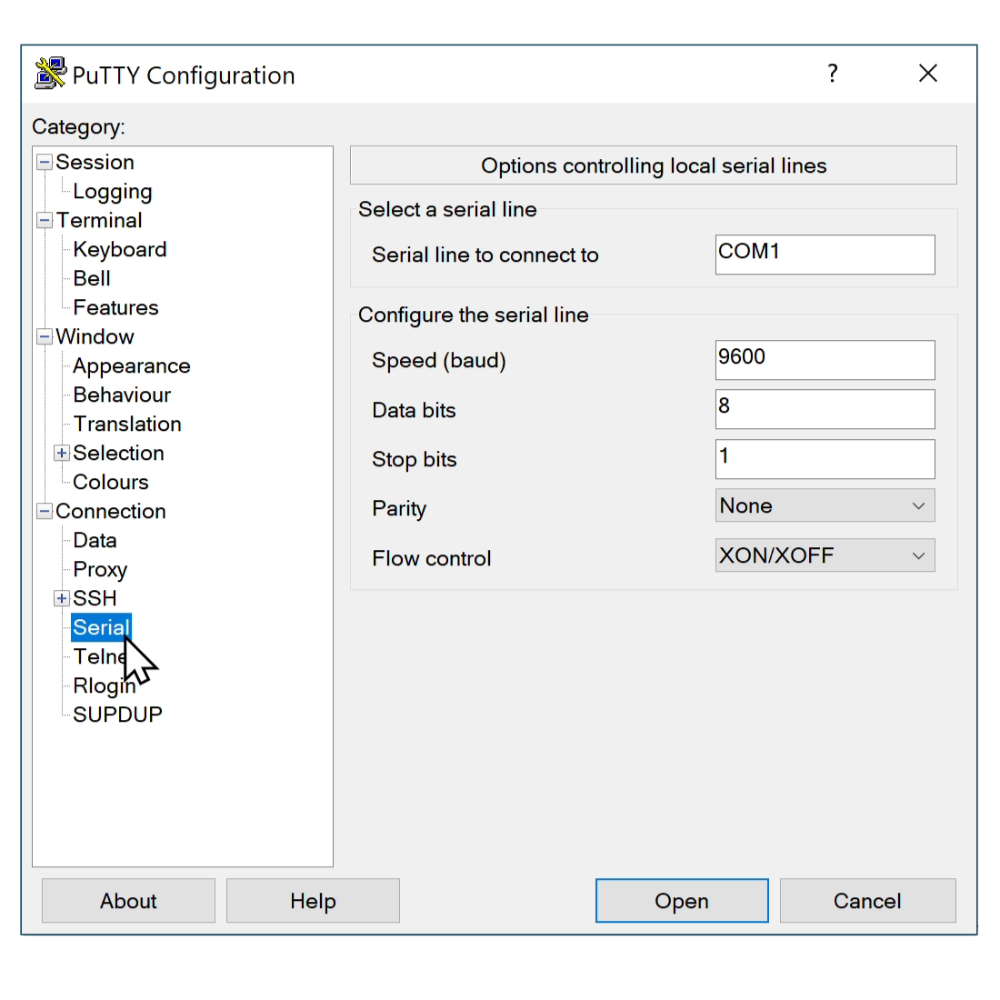 PuTTY Configuration
?
Category:
Session
Logging
Terminal
Keyboard
Bell
Features
Window
Appearance
Behaviour
Translation
Selection
Colours
Connection
Data
Proxy
SSH
Serial
Telne
Rlogin
SUPDUP
Options controlling local serial lines
Select a serial line
Serial line to connect to COM1
Configure the serial line
Speed (baud) 9600
Data bits 8
Stop bits 1
Parity None
Flow control XON/XOFF
About Help Open Cancel